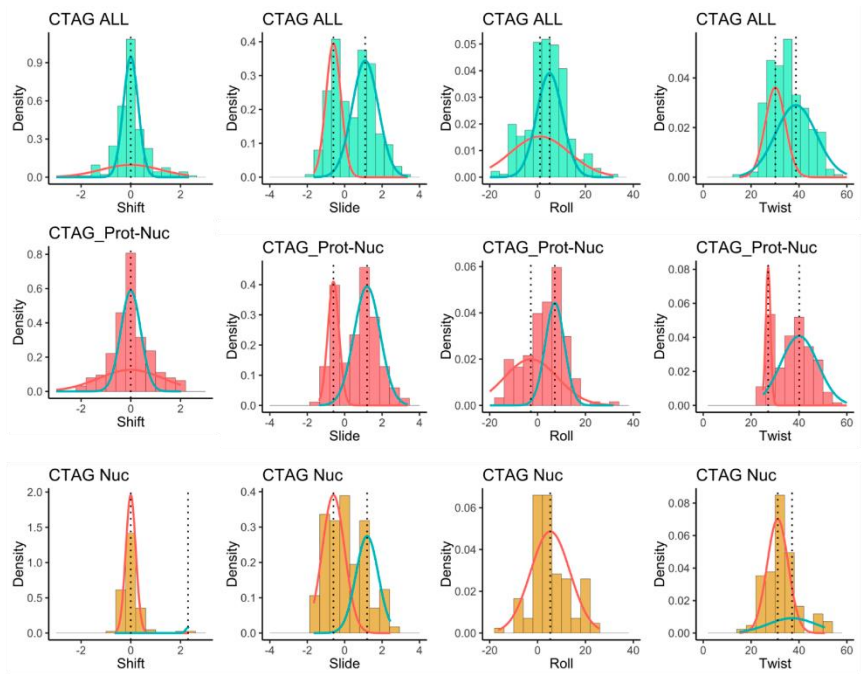 CTAG ALL
Density
0.9
0.6
0.3
0.0
-2 0 2
Shift
CTAG ALL
Density
0.4
0.3
0.2
0.1
0.0
-4 -2 0 2 4
Slide
CTAG ALL
Density
0.05
0.04
0.03
0.02
0.01
0.00
-20 0 20 40
Roll
CTAG ALL
Density
0.04
0.02
0.00
0 20 40 60
Twist
CTAG_Prot-Nuc
Density
0.8
0.6
0.4
0.2
0.0
-2 0 2
Shift
CTAG_Prot-Nuc
Density
0.4
0.3
0.2
0.1
0.0
-4 -2 0 2 4
Slide
CTAG_Prot-Nuc
Density
0.06
0.04
0.02
0.00
-20 0 20 40
Roll
CTAG_Prot-Nuc
Density
0.08
0.06
0.04
0.02
0.00
0 20 40 60
Twist
CTAG Nuc
Density
2.0
1.5
1.0
0.5
0.0
-2 0 2
Shift
CTAG Nuc
Density
0.4
0.3
0.2
0.1
0.0
-4 -2 0 2 4
Slide
CTAG Nuc
Density
0.06
0.04
0.02
0.00
-20 0 20 40
Roll
CTAG Nuc
Density
0.08
0.06
0.04
0.02
0.00
0 20 40 60
Twist